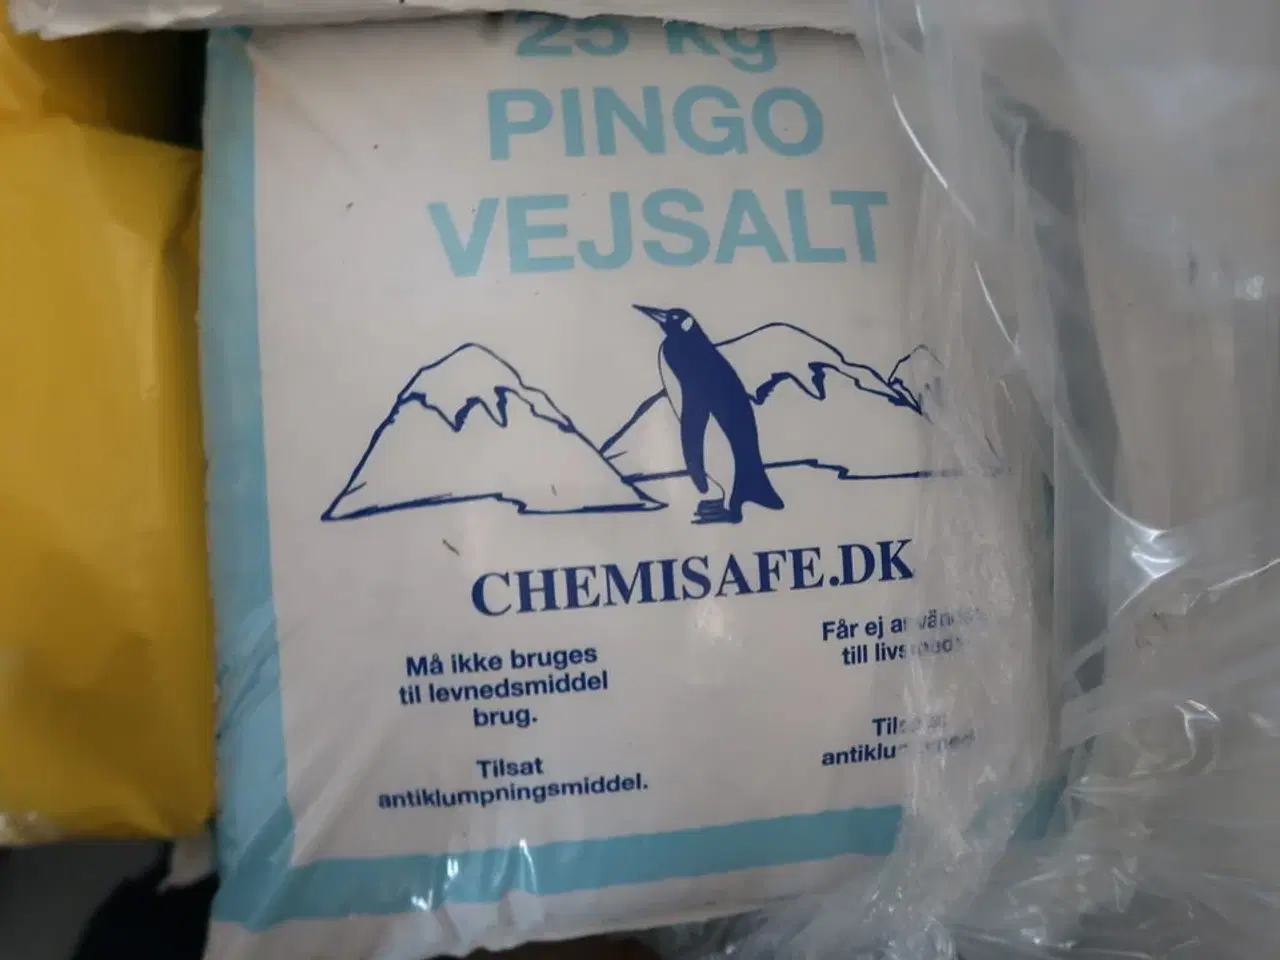 25 kg
PINGO
VEJSALT
CHEMISAFE.DK
Må ikke bruges
til levnedsmiddel
brug.
Tilsat
antiklumpningsmiddel.
Får ej
till